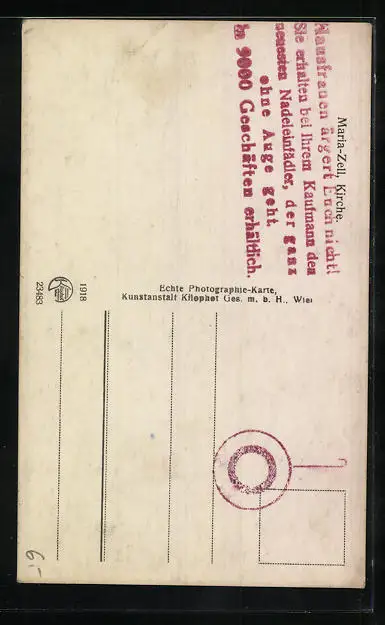 Maria-Zell, Kirche.
Hausfrauen ärgert Euch nicht!
Sie erhalten bei Ihrem Kaufmann den
neuesten Nadeleinfädler, der ganz
ohne Auge geht.
In 9000 Geschäften erhältlich.
Echte Photographie-Karte,
Kunstanstalt Kilophot Ges. m. b. H., Wien
1918
23483
6.-